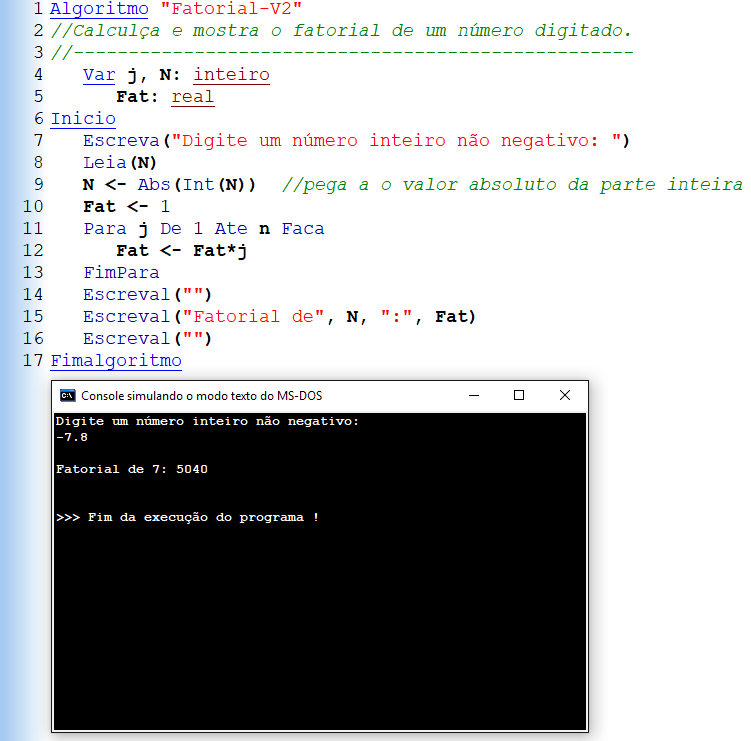 1 Algoritmo "Fatorial-V2"
2 //Calculça e mostra o fatorial de um número digitado.
3 //---------------------------------------------------
4 Var j, N: inteiro
5 Fat: real
6 Inicio
7 Escreva("Digite um número inteiro não negativo: ")
8 Leia(N)
9 N <- Abs(Int(N)) //pega a o valor absoluto da parte inteira
10 Fat <- 1
11 Para j De 1 Ate n Faca
12 Fat <- Fat*j
13 FimPara
14 Escreval("")
15 Escreval("Fatorial de", N, ":", Fat)
16 Escreval("")
17 Fimalgoritmo
C:\ Console simulando o modo texto do MS-DOS
Digite um número inteiro não negativo:
-7.8
Fatorial de 7: 5040
>>> Fim da execução do programa !